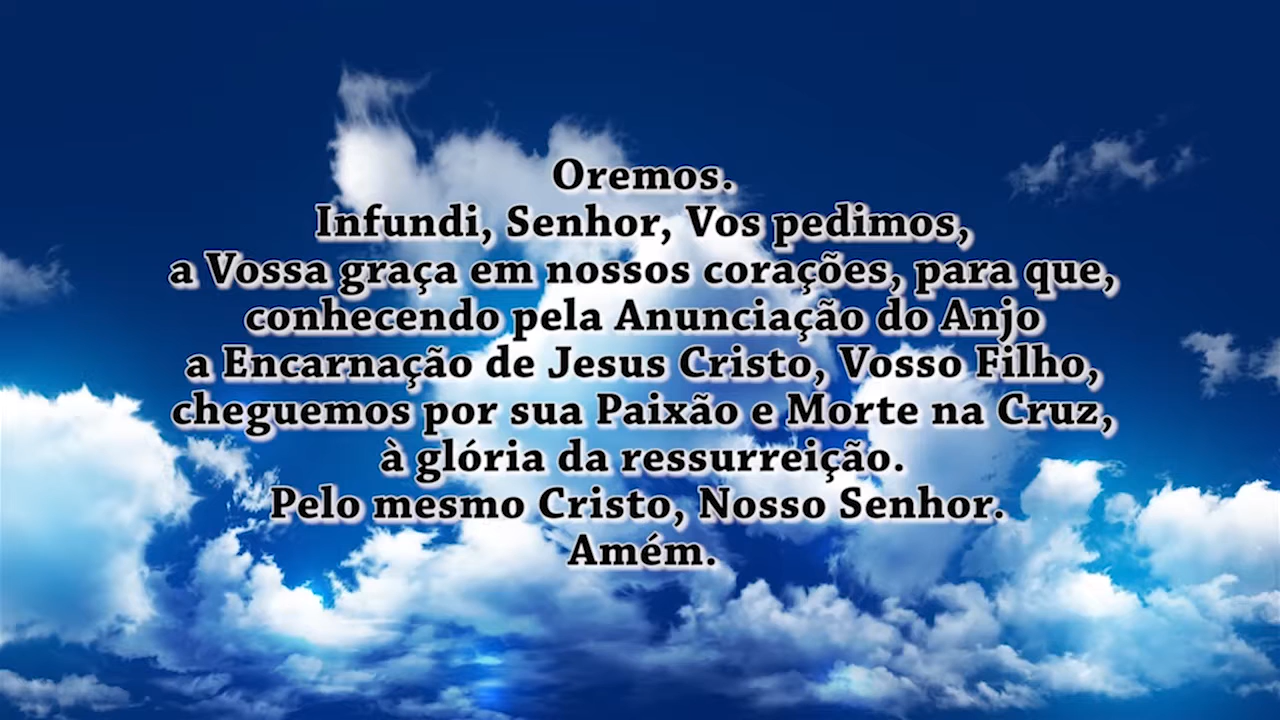 Oremos.
Infundi, Senhor, Vos pedimos,
a Vossa graça em nossos corações, para que,
conhecendo pela Anunciação do Anjo
a Encarnação de Jesus Cristo, Vosso Filho,
cheguemos por sua Paixão e Morte na Cruz,
à glória da ressurreição.
Pelo mesmo Cristo, Nosso Senhor.
Amém.